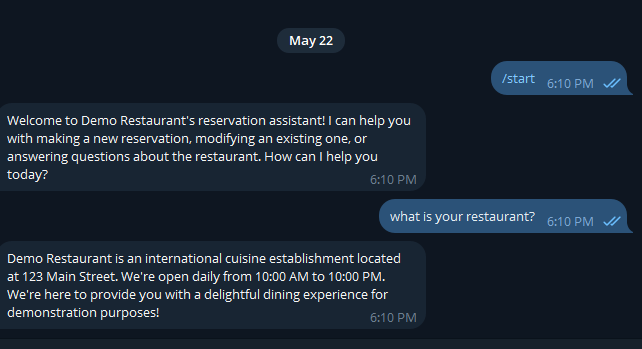 May 22
/start 6:10 PM
Welcome to Demo Restaurant's reservation assistant! I can help you
with making a new reservation, modifying an existing one, or
answering questions about the restaurant. How can I help you
today?
6:10 PM
what is your restaurant? 6:10 PM
Demo Restaurant is an international cuisine establishment located
at 123 Main Street. We're open daily from 10:00 AM to 10:00 PM.
We're here to provide you with a delightful dining experience for
demonstration purposes!
6:10 PM